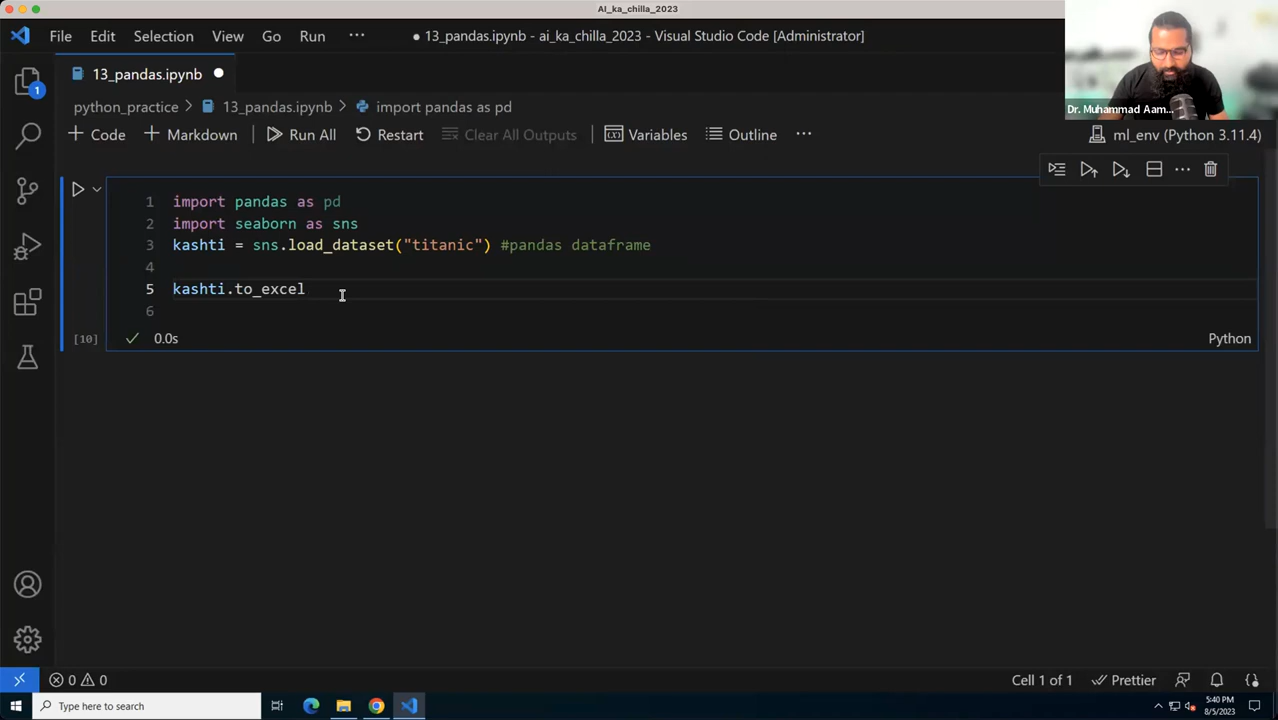 AI_ka_chilla_2023
File Edit Selection View Go Run ···
● 13_pandas.ipynb - ai_ka_chilla_2023 - Visual Studio Code [Administrator]
13_pandas.ipynb ●
python_practice > 13_pandas.ipynb > import pandas as pd
Dr. Muhammad Aam...
+ Code + Markdown Run All Restart Clear All Outputs Variables Outline ··· ml_env (Python 3.11.4)
1 import pandas as pd
2 import seaborn as sns
3 kashti = sns.load_dataset("titanic") #pandas dataframe
4
5 kashti.to_excel
6
[10] ✓ 0.0s Python
1
0 0 Cell 1 of 1 Prettier
Type here to search
5:40 PM
8/5/2023